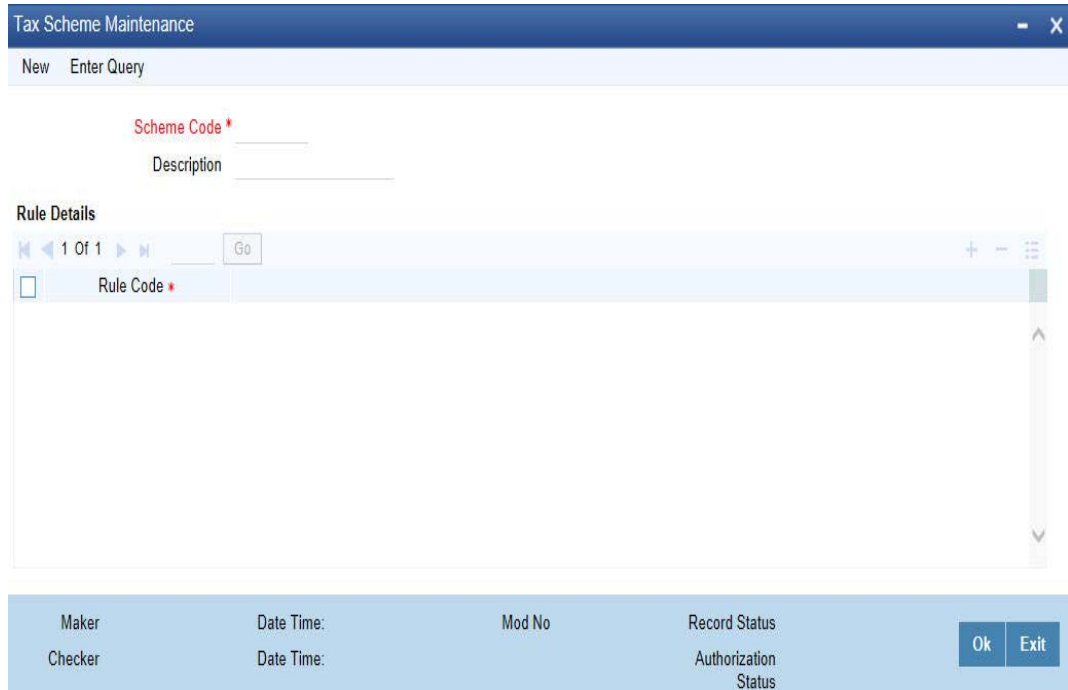 Tax Scheme Maintenance
New Enter Query
Scheme Code *
Description
Rule Details
1 Of 1 Go
Rule Code *
Maker Date Time: Mod No Record Status
Checker Date Time: Authorization Status
Ok Exit